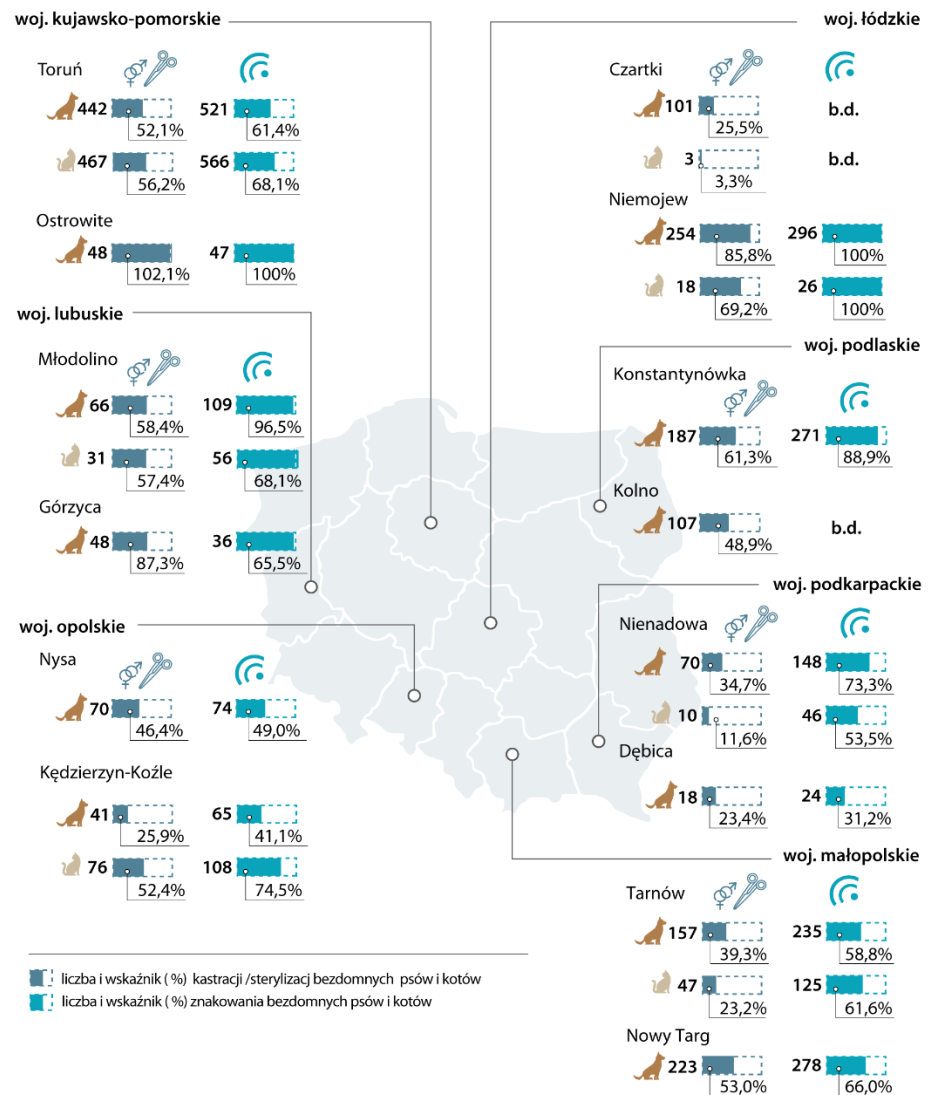 woj. kujawsko-pomorskie
Toruń
442 52,1% 521 61,4%
467 56,2% 566 68,1%
Ostrowite
48 102,1% 47 100%
woj. lubuskie
Młodolino
66 58,4% 109 96,5%
31 57,4% 56 68,1%
Górzyca
48 87,3% 36 65,5%
woj. opolskie
Nysa
70 46,4% 74 49,0%
Kędzierzyn-Koźle
41 25,9% 65 41,1%
76 52,4% 108 74,5%
liczba i wskaźnik (%) kastracji /sterylizacj bezdomnych psów i kotów
liczba i wskaźnik (%) znakowania bezdomnych psów i kotów
woj. łódzkie
Czartki
101 25,5% b.d.
3 3,3% b.d.
Niemojew
254 85,8% 296 100%
18 69,2% 26 100%
woj. podlaskie
Konstantynówka
187 61,3% 271 88,9%
Kolno
107 48,9% b.d.
woj. podkarpackie
Nienadowa
70 34,7% 148 73,3%
10 11,6% 46 53,5%
Dębica
18 23,4% 24 31,2%
woj. małopolskie
Tarnów
157 39,3% 235 58,8%
47 23,2% 125 61,6%
Nowy Targ
223 53,0% 278 66,0%